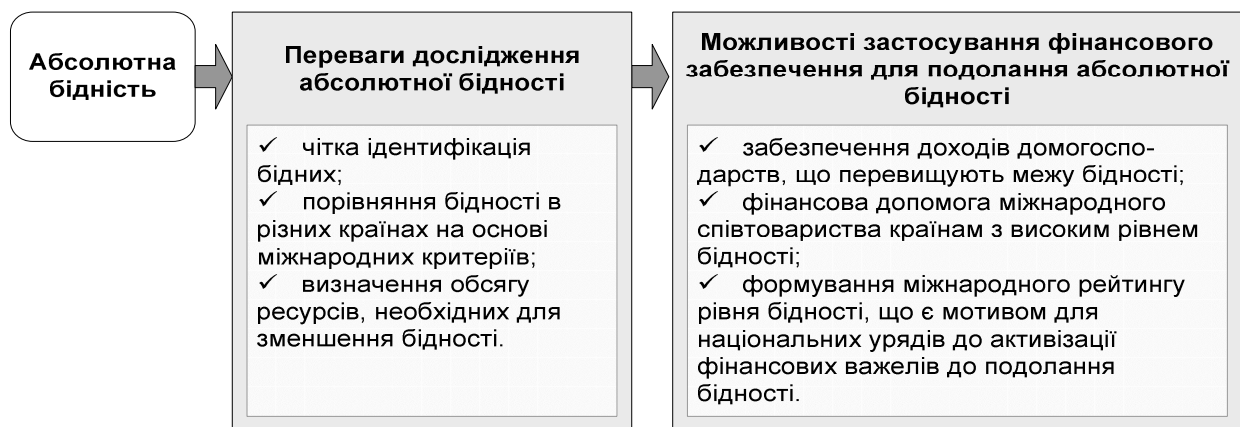 Абсолютна
бідність
Переваги дослідження
абсолютної бідності
✓ чітка ідентифікація
бідних;
✓ порівняння бідності в
різних країнах на основі
міжнародних критеріїв;
✓ визначення обсягу
ресурсів, необхідних для
зменшення бідності.
Можливості застосування фінансового
забезпечення для подолання абсолютної
бідності
✓ забезпечення доходів домогоспо-
дарств, що перевищують межу бідності;
✓ фінансова допомога міжнародного
співтовариства країнам з високим рівнем
бідності;
✓ формування міжнародного рейтингу
рівня бідності, що є мотивом для
національних урядів до активізації
фінансових важелів до подолання
бідності.